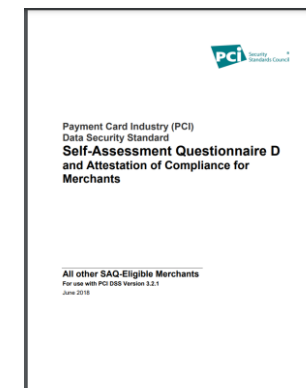 PCI Security
Standards Council
Payment Card Industry (PCI)
Data Security Standard
Self-Assessment Questionnaire D
and Attestation of Compliance for
Merchants
All other SAQ-Eligible Merchants
For use with PCI DSS Version 3.2.1
June 2018